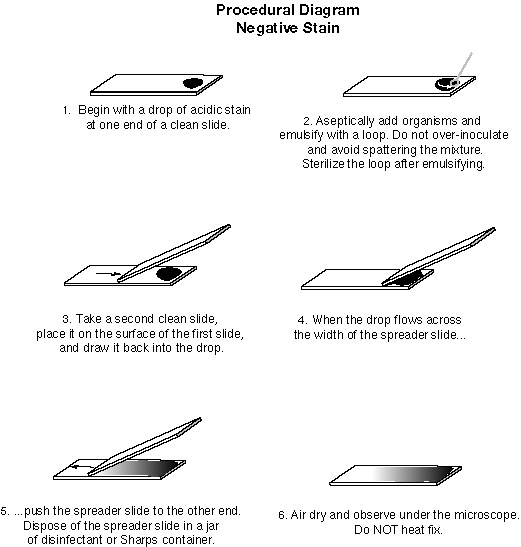 Procedural Diagram
Negative Stain
1. Begin with a drop of acidic stain
at one end of a clean slide.
2. Aseptically add organisms and
emulsify with a loop. Do not over-inoculate
and avoid spattering the mixture.
Sterilize the loop after emulsifying.
3. Take a second clean slide,
place it on the surface of the first slide,
and draw it back into the drop.
4. When the drop flows across
the width of the spreader slide...
5. ...push the spreader slide to the other end.
Dispose of the spreader slide in a jar
of disinfectant or Sharps container.
6. Air dry and observe under the microscope.
Do NOT heat fix.